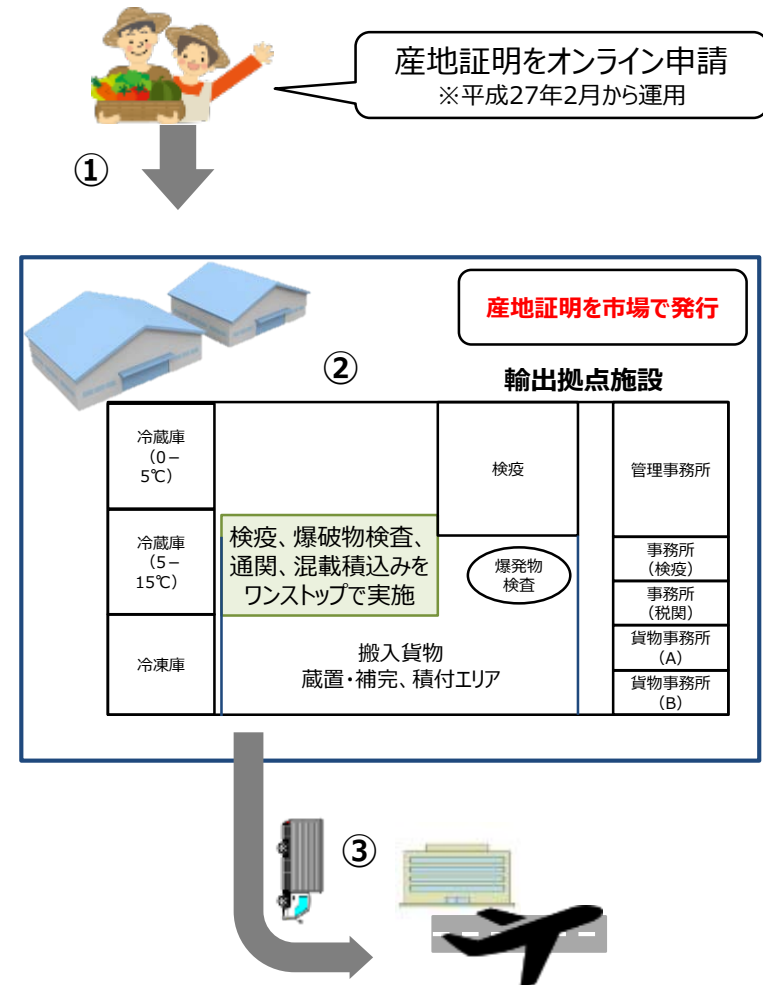 産地証明をオンライン申請
※平成27年2月から運用
①
産地証明を市場で発行
②
輸出拠点施設
冷蔵庫
（0－
5℃）
検疫
管理事務所
冷蔵庫
（5－
15℃）
検疫、爆破物検査、
通関、混載積込みを
ワンストップで実施
爆発物
検査
事務所
（検疫）
事務所
（税関）
冷凍庫
搬入貨物
蔵置・補完、積付エリア
貨物事務所
（A）
貨物事務所
（B）
③